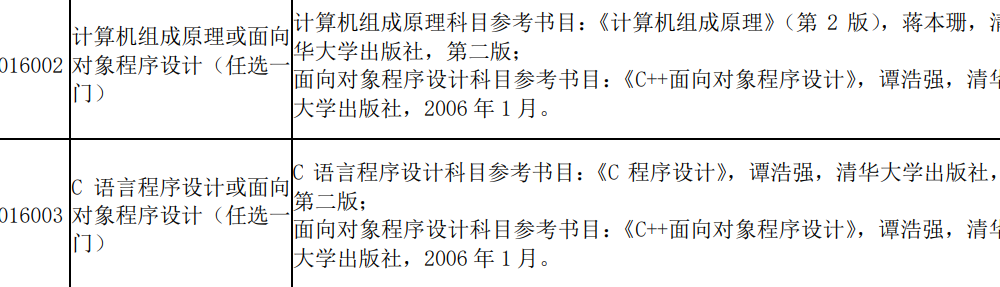 016002
计算机组成原理或面向
对象程序设计（任选一
门）
计算机组成原理科目参考书目：《计算机组成原理》（第 2 版），蒋本珊，清
华大学出版社，第二版；
面向对象程序设计科目参考书目：《C++面向对象程序设计》，谭浩强，清华
大学出版社，2006 年 1 月。
016003
C 语言程序设计或面向
对象程序设计（任选一
门）
C 语言程序设计科目参考书目：《C 程序设计》，谭浩强，清华大学出版社，
第二版；
面向对象程序设计科目参考书目：《C++面向对象程序设计》，谭浩强，清华
大学出版社，2006 年 1 月。